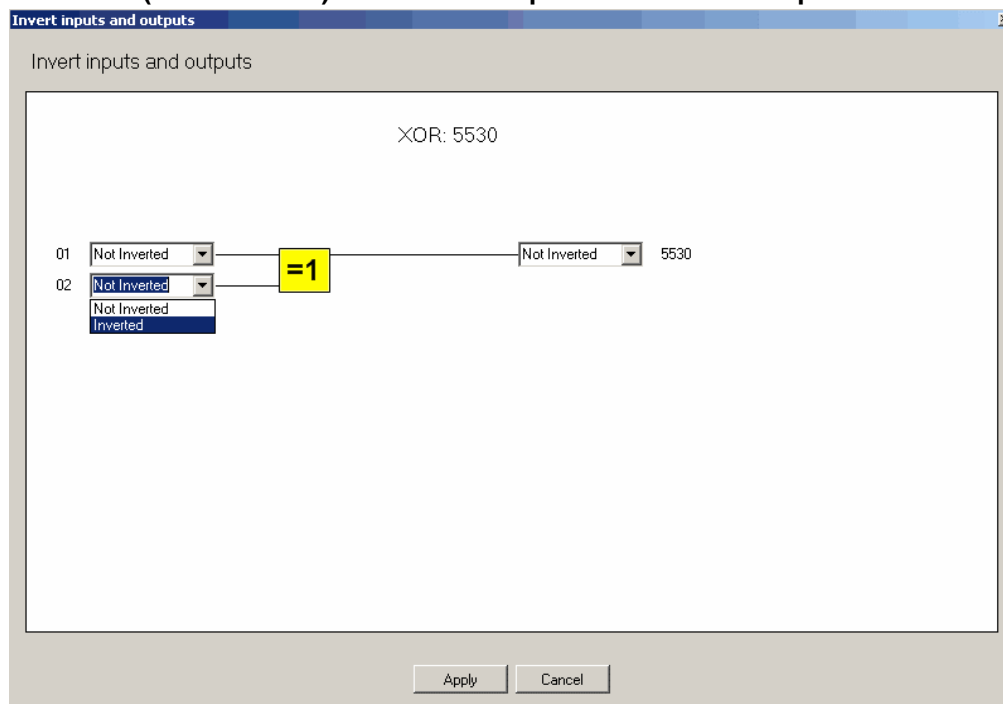 Invert inputs and outputs
Invert inputs and outputs
XOR: 5530
01 Not Inverted =1 Not Inverted 5530
02 Not Inverted
Not Inverted
Inverted
Apply Cancel